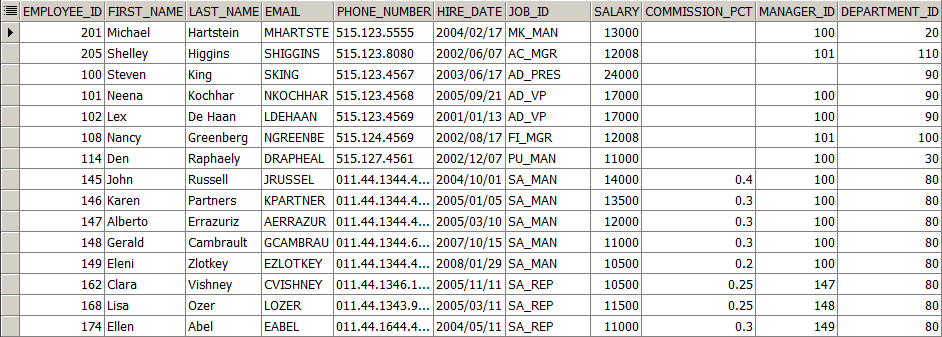 EMPLOYEE_ID FIRST_NAME LAST_NAME EMAIL PHONE_NUMBER HIRE_DATE JOB_ID SALARY COMMISSION_PCT MANAGER_ID DEPARTMENT_ID
201 Michael Hartstein MHARTSTE 515.123.5555 2004/02/17 MK_MAN 13000 100 20
205 Shelley Higgins SHIGGINS 515.123.8080 2002/06/07 AC_MGR 12008 101 110
100 Steven King SKING 515.123.4567 2003/06/17 AD_PRES 24000 90
101 Neena Kochhar NKOCHHAR 515.123.4568 2005/09/21 AD_VP 17000 100 90
102 Lex De Haan LDEHAAN 515.123.4569 2001/01/13 AD_VP 17000 100 90
108 Nancy Greenberg NGREENBE 515.124.4569 2002/08/17 FI_MGR 12008 101 100
114 Den Raphaely DRAPHEAL 515.127.4561 2002/12/07 PU_MAN 11000 100 30
145 John Russell JRUSSEL 011.44.1344.4... 2004/10/01 SA_MAN 14000 0.4 100 80
146 Karen Partners KPARTNER 011.44.1344.4... 2005/01/05 SA_MAN 13500 0.3 100 80
147 Alberto Errazuriz AERRAZUR 011.44.1344.4... 2005/03/10 SA_MAN 12000 0.3 100 80
148 Gerald Cambrault GCAMBRAU 011.44.1344.6... 2007/10/15 SA_MAN 11000 0.3 100 80
149 Eleni Zlotkey EZLOTKEY 011.44.1344.4... 2008/01/29 SA_MAN 10500 0.2 100 80
162 Clara Vishney CVISHNEY 011.44.1346.1... 2005/11/11 SA_REP 10500 0.25 147 80
168 Lisa Ozer LOZER 011.44.1343.9... 2005/03/11 SA_REP 11500 0.25 148 80
174 Ellen Abel EABEL 011.44.1644.4... 2004/05/11 SA_REP 11000 0.3 149 80